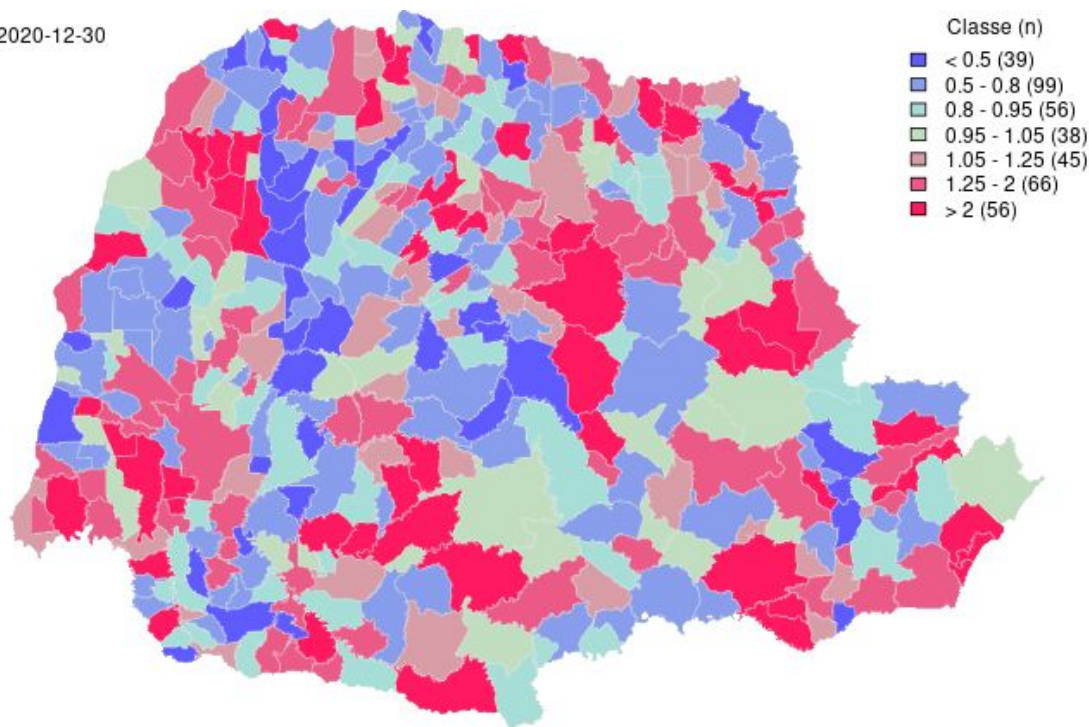 2020-12-30
Classe (n)
< 0.5 (39)
0.5 - 0.8 (99)
0.8 - 0.95 (56)
0.95 - 1.05 (38)
1.05 - 1.25 (45)
1.25 - 2 (66)
> 2 (56)